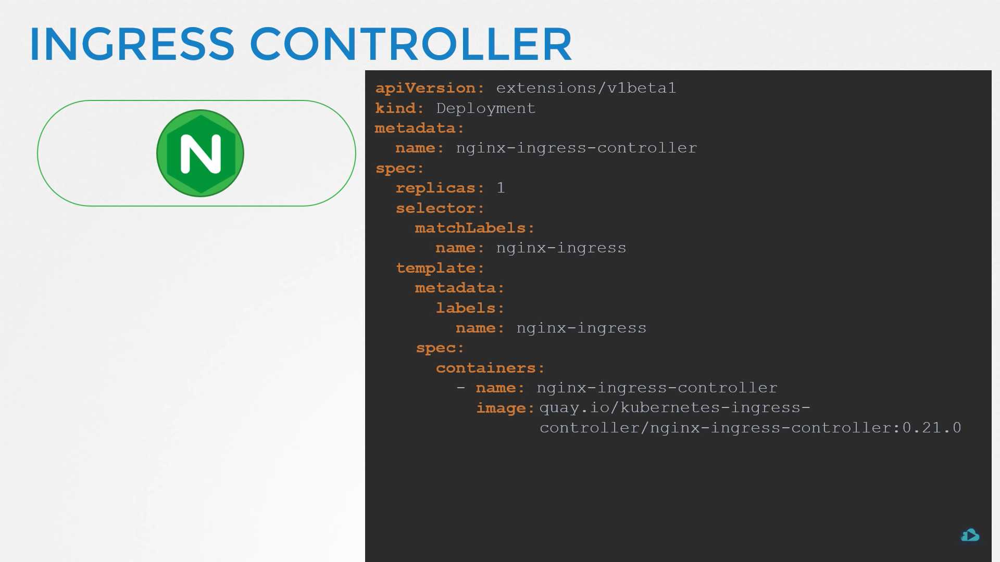 INGRESS CONTROLLER
N
apiVersion: extensions/v1beta1
kind: Deployment
metadata:
  name: nginx-ingress-controller
spec:
  replicas: 1
  selector:
    matchLabels:
      name: nginx-ingress
  template:
    metadata:
      labels:
        name: nginx-ingress
    spec:
      containers:
        - name: nginx-ingress-controller
          image: quay.io/kubernetes-ingress-
                controller/nginx-ingress-controller:0.21.0